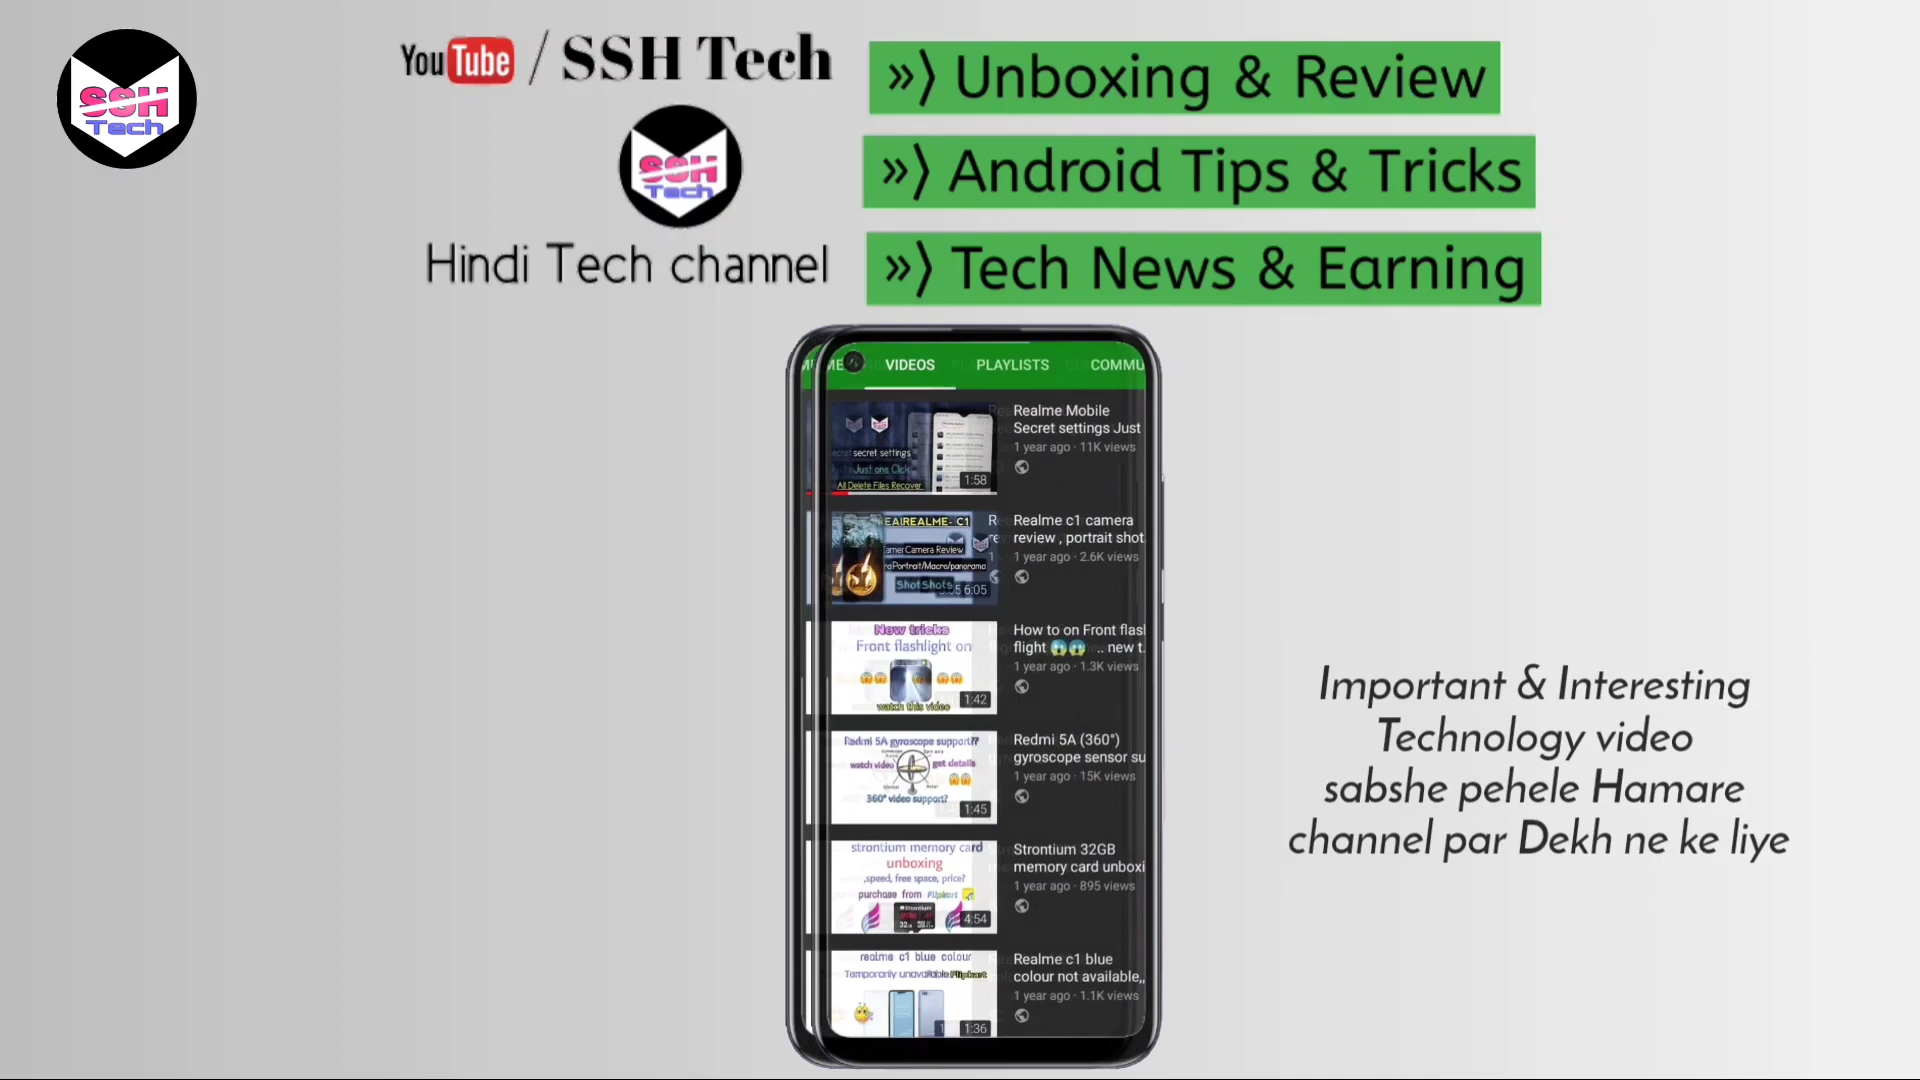 SSH
Tech
YouTube / SSH Tech
SSH
Tech
Hindi Tech channel
»⟩ Unboxing & Review
»⟩ Android Tips & Tricks
»⟩ Tech News & Earning
VIDEOS PLAYLISTS COMMU
secret settings
Just one Click
All Delete Files Recover
1:58
Realme Mobile
Secret settings Just
1 year ago · 11K views
REALME- C1
Camera Review
Portrait/Macro/panorama
Shots
6:05
Realme c1 camera
review , portrait shot
1 year ago · 2.6K views
New tricks
Front flashlight on
😱😱 😱😱
watch this video
1:42
How to on Front flas
flight 😱😱 .. new t.
1 year ago · 1.3K views
Redmi 5A gyroscope support??
watch video get details
360° video support?
1:45
Redmi 5A (360°)
gyroscope sensor su
1 year ago · 15K views
strontium memory card
unboxing
,speed, free space, price?
purchase from Flipkart
Strontium
32
4:54
Strontium 32GB
memory card unboxi
1 year ago · 895 views
realme c1 blue colour
Temporarily unavailable Flipkart
1:36
Realme c1 blue
colour not available,,
1 year ago · 1.1K views
Important & Interesting
Technology video
sabshe pehele Hamare
channel par Dekh ne ke liye